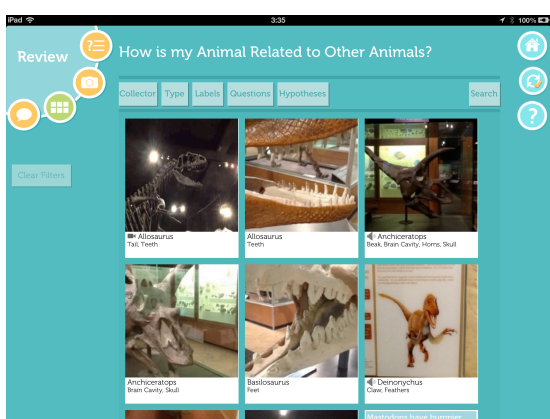 iPad 3:35 100%
Review
How is my Animal Related to Other Animals?
Collector Type Labels Questions Hypotheses Search
Clear Filters
Allosaurus
Tail, Teeth
Allosaurus
Teeth
Anchiceratops
Beak, Brain Cavity, Horns, Skull
Anchiceratops
Brain Cavity, Skull
Basilosaurus
Feet
Deinonychus
Claw, Feathers
Mastodons have bumpier